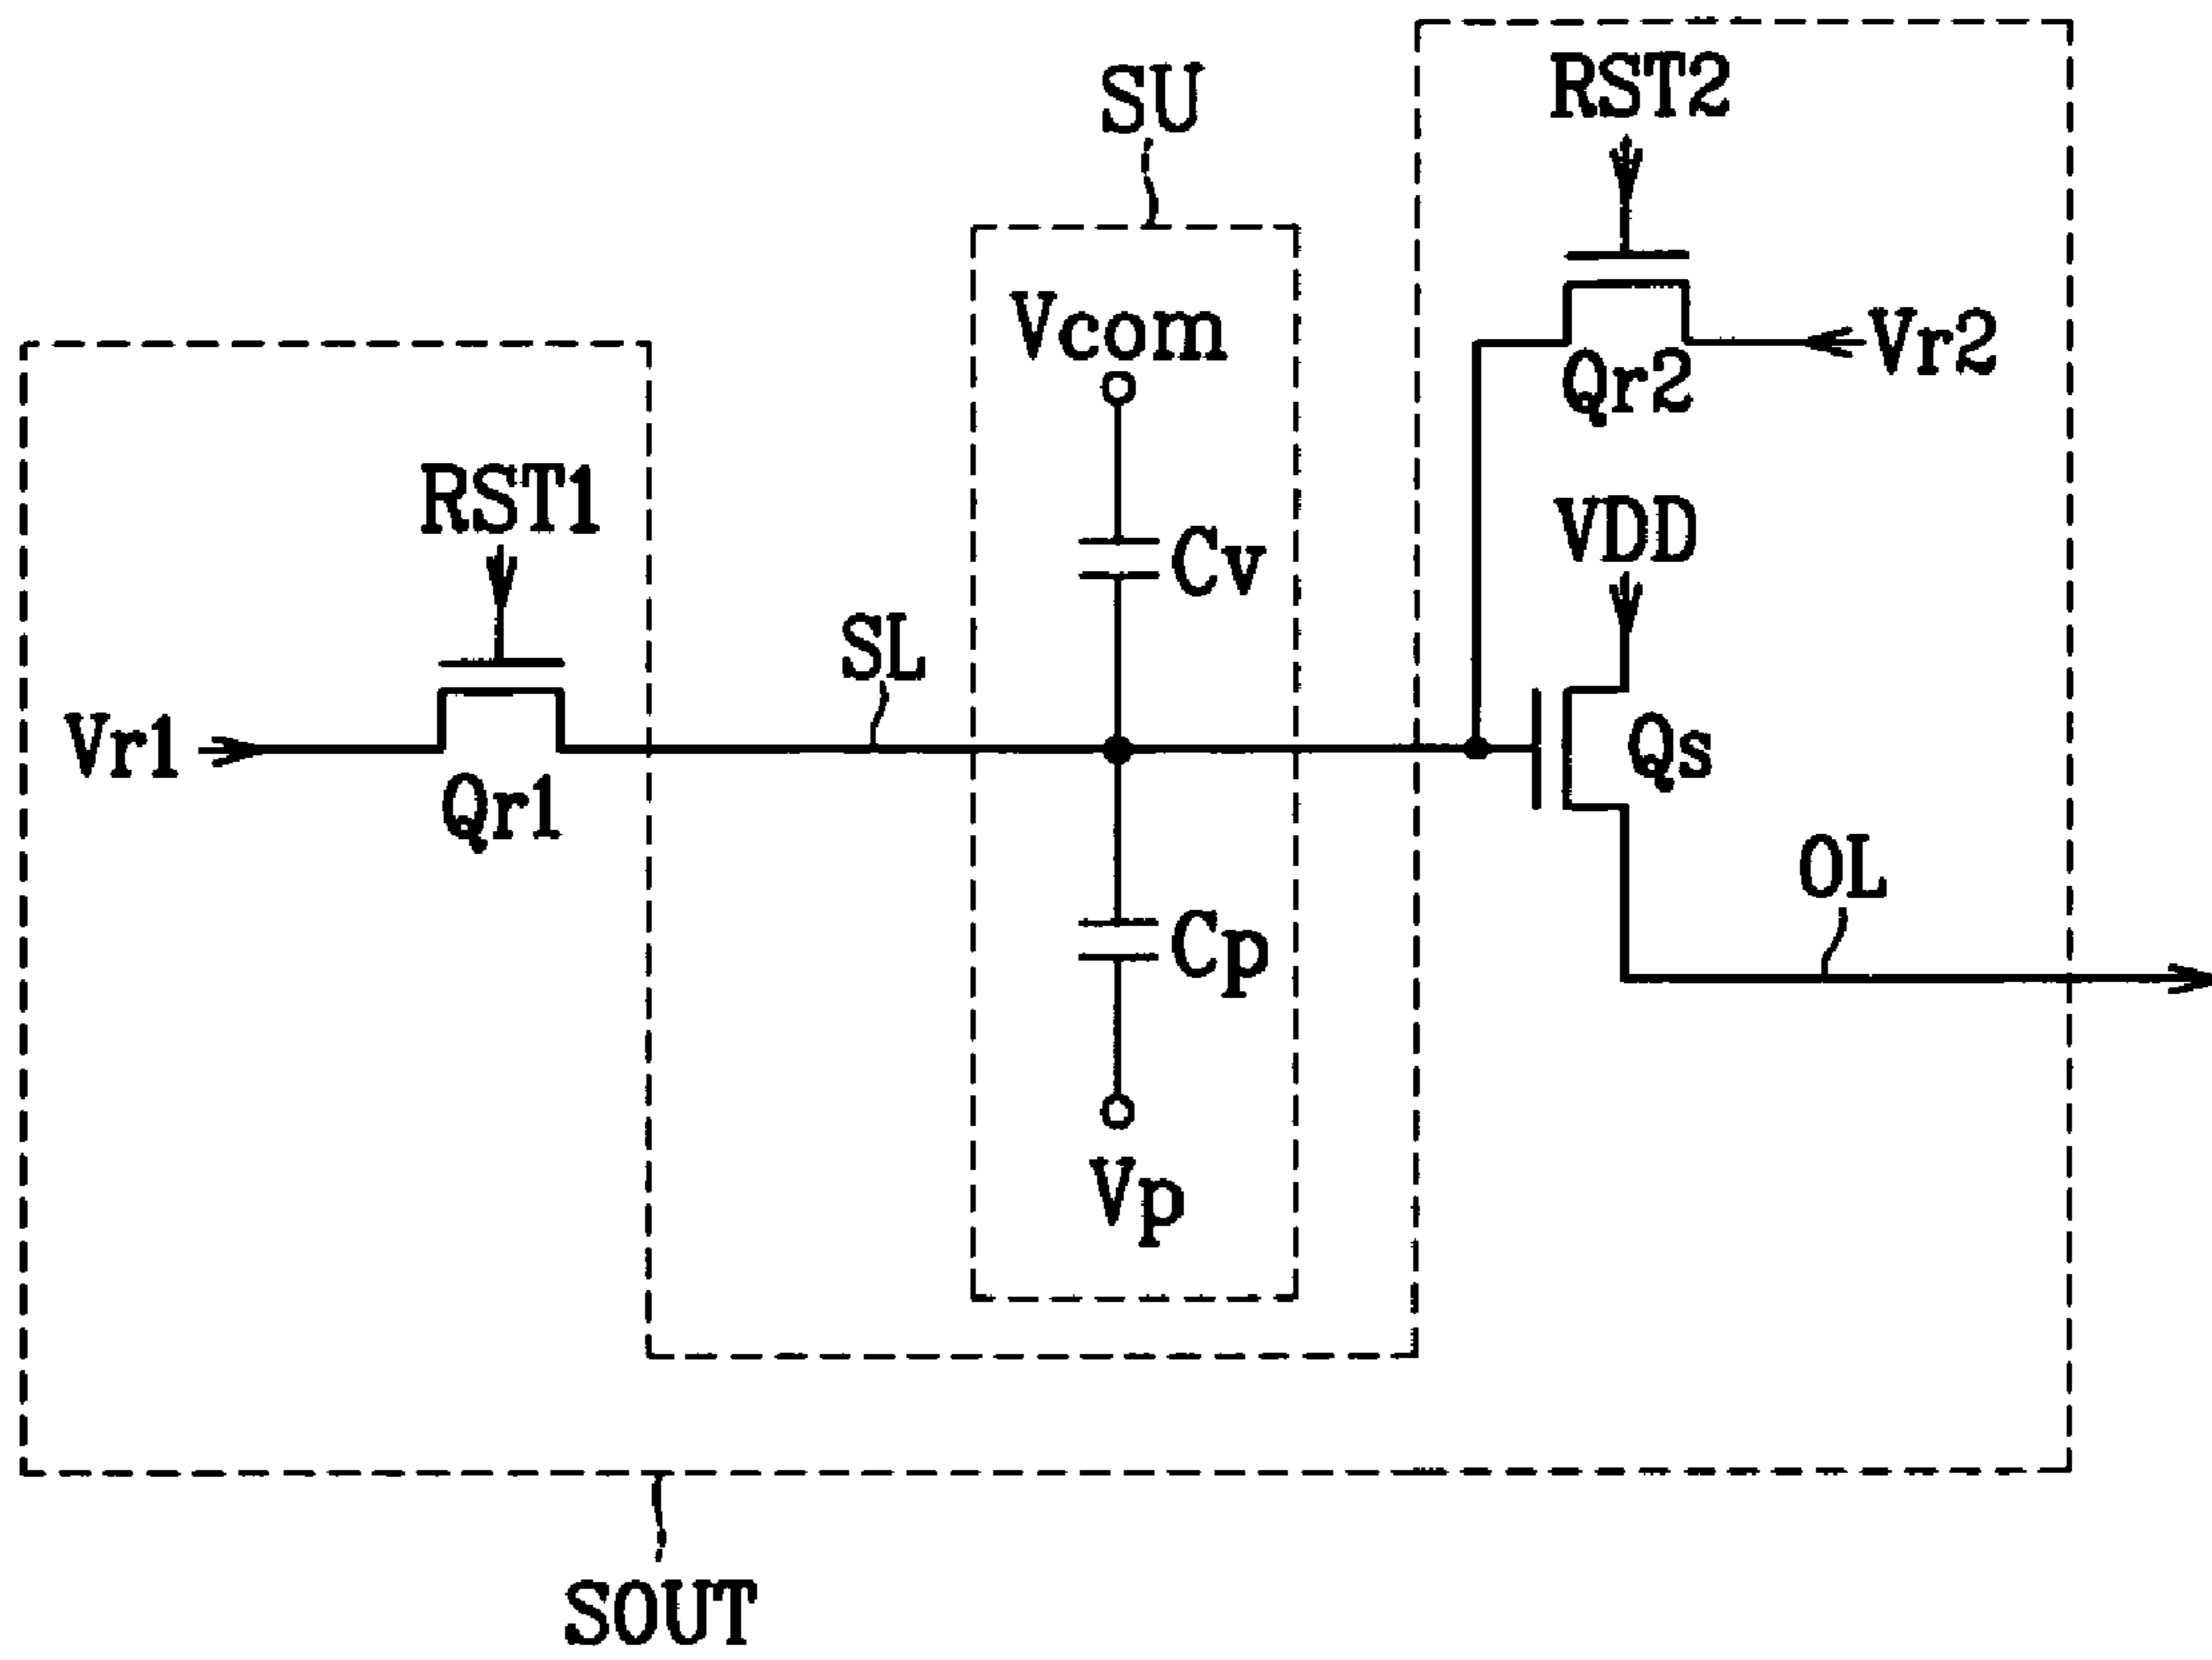 SU
RST2
Vcom
Vr2
Qr2
RST1
VDD
Cv
SL
Vr1
Qs
Qr1
OL
Cp
Vp
SOUT